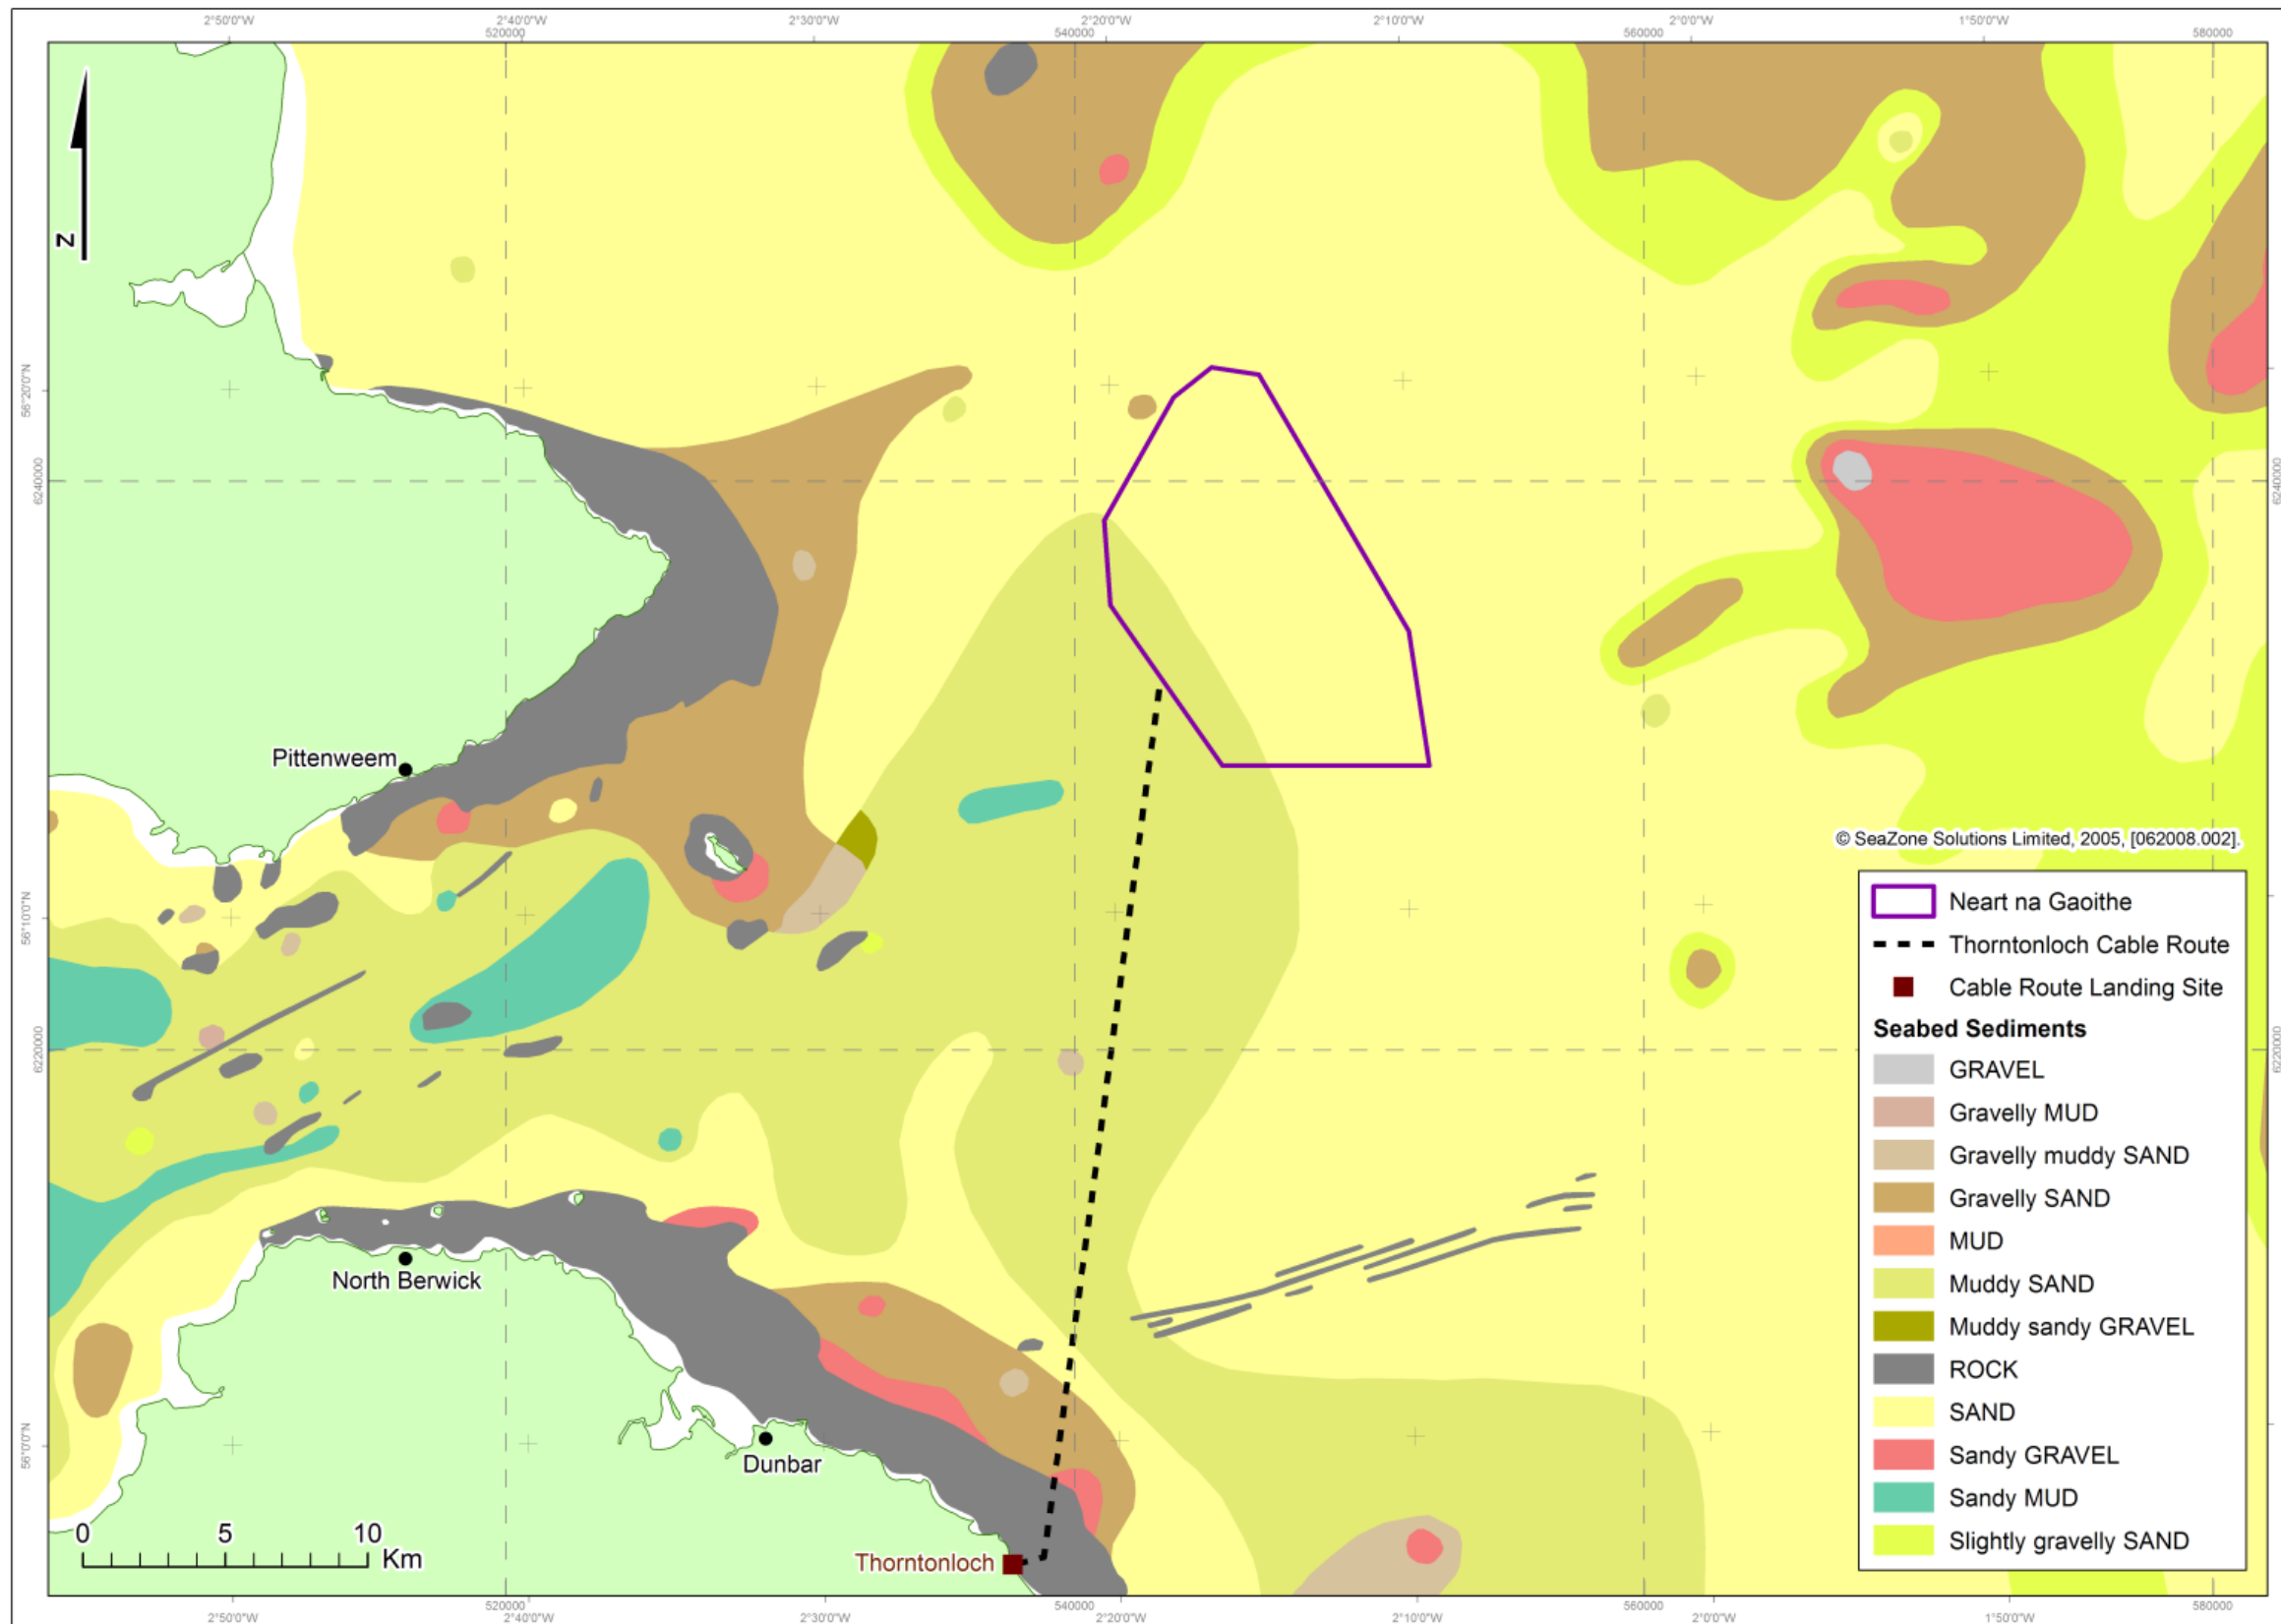 2°50'0"W 2°40'0"W 2°30'0"W 2°20'0"W 2°10'0"W 2°0'0"W 1°50'0"W
520000 540000 560000 580000
N
56°20'0"N
6240000 6240000
Pittenweem
© SeaZone Solutions Limited, 2005, [062008.002].
56°10'0"N
6220000 6220000
Neart na Gaoithe
Thorntonloch Cable Route
Cable Route Landing Site
Seabed Sediments
GRAVEL
Gravelly MUD
Gravelly muddy SAND
Gravelly SAND
MUD
Muddy SAND
Muddy sandy GRAVEL
ROCK
SAND
Sandy GRAVEL
Sandy MUD
Slightly gravelly SAND
North Berwick
56°0'0"N
Dunbar
0 5 10
Km
Thorntonloch
520000 540000 560000 580000
2°50'0"W 2°40'0"W 2°30'0"W 2°20'0"W 2°10'0"W 2°0'0"W 1°50'0"W